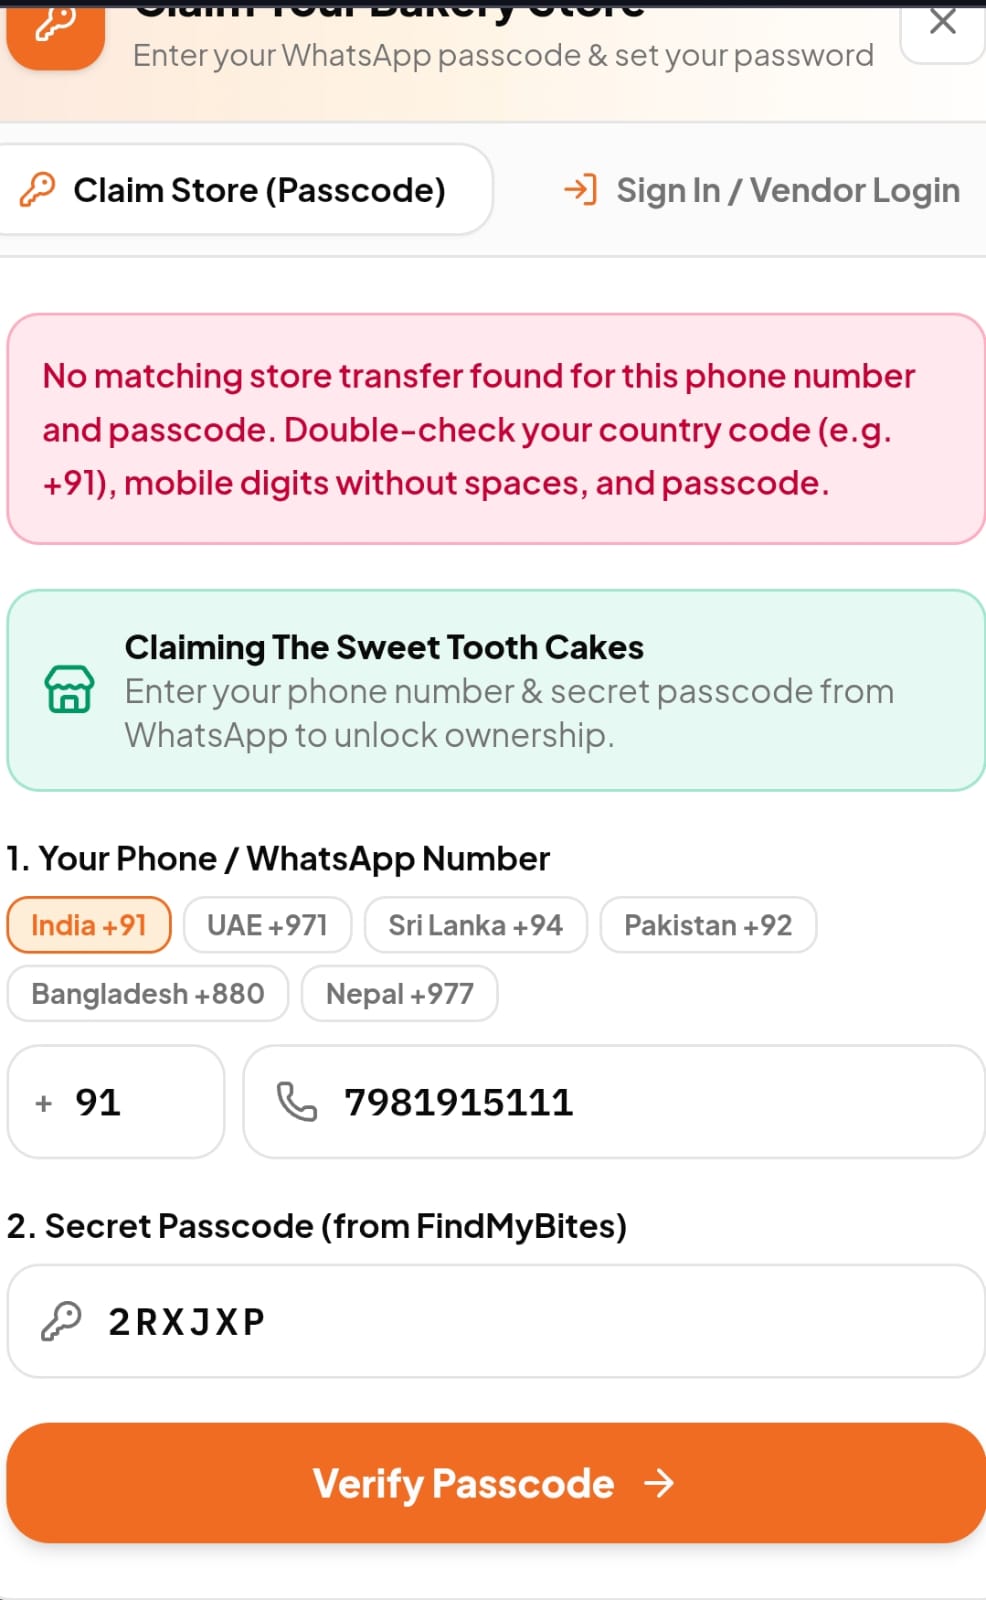 Claim Your Bakery Store
Enter your WhatsApp passcode & set your password
Claim Store (Passcode)
Sign In / Vendor Login
No matching store transfer found for this phone number
and passcode. Double-check your country code (e.g.
+91), mobile digits without spaces, and passcode.
Claiming The Sweet Tooth Cakes
Enter your phone number & secret passcode from
WhatsApp to unlock ownership.
1. Your Phone / WhatsApp Number
India +91
UAE +971
Sri Lanka +94
Pakistan +92
Bangladesh +880
Nepal +977
+ 91
7981915111
2. Secret Passcode (from FindMyBites)
2RXJXP
Verify Passcode →